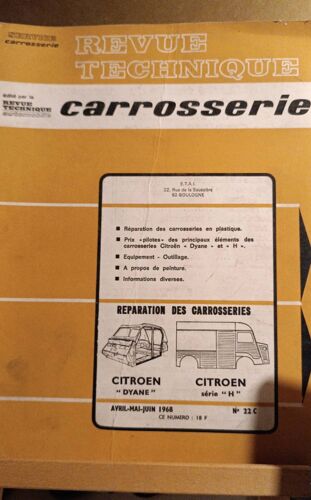 SERVICE
carrosserie
REVUE
TECHNIQUE
édité par la
REVUE
TECHNIQUE
automobile
carrosserie
E.T.A.I.
22, Rue de la Saussière
92 BOULOGNE
■ Réparation des carrosseries en plastique.
■ Prix «pilotes» des principaux éléments des
carrosseries Citroën « Dyane » et « H ».
■ Equipement - Outillage.
■ A propos de peinture.
■ Informations diverses.
REPARATION DES CARROSSERIES
CITROEN
"DYANE"
CITROEN
série "H"
AVRIL-MAI-JUIN 1968
N° 22 C
CE NUMERO : 18 F